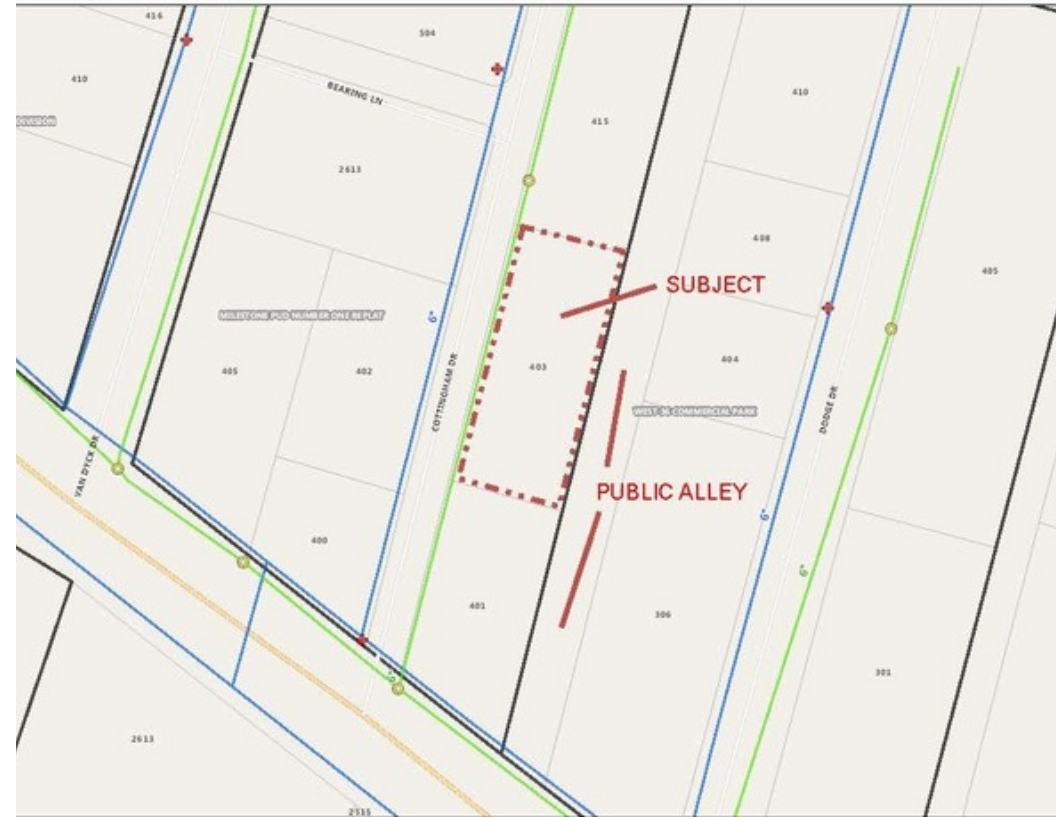 416
504
410
BEARING LN
415
410
DIVISION
2613
408
405
SUBJECT
MILESTONE PUD NUMBER ONE REPLAT
6"
405
402
COTTINGHAM DR
403
404
WEST 36 COMMERCIAL PARK
DODGE DR
VAN DYCK DR
PUBLIC ALLEY
6"
400
6"
401
306
6"
301
2613
2515